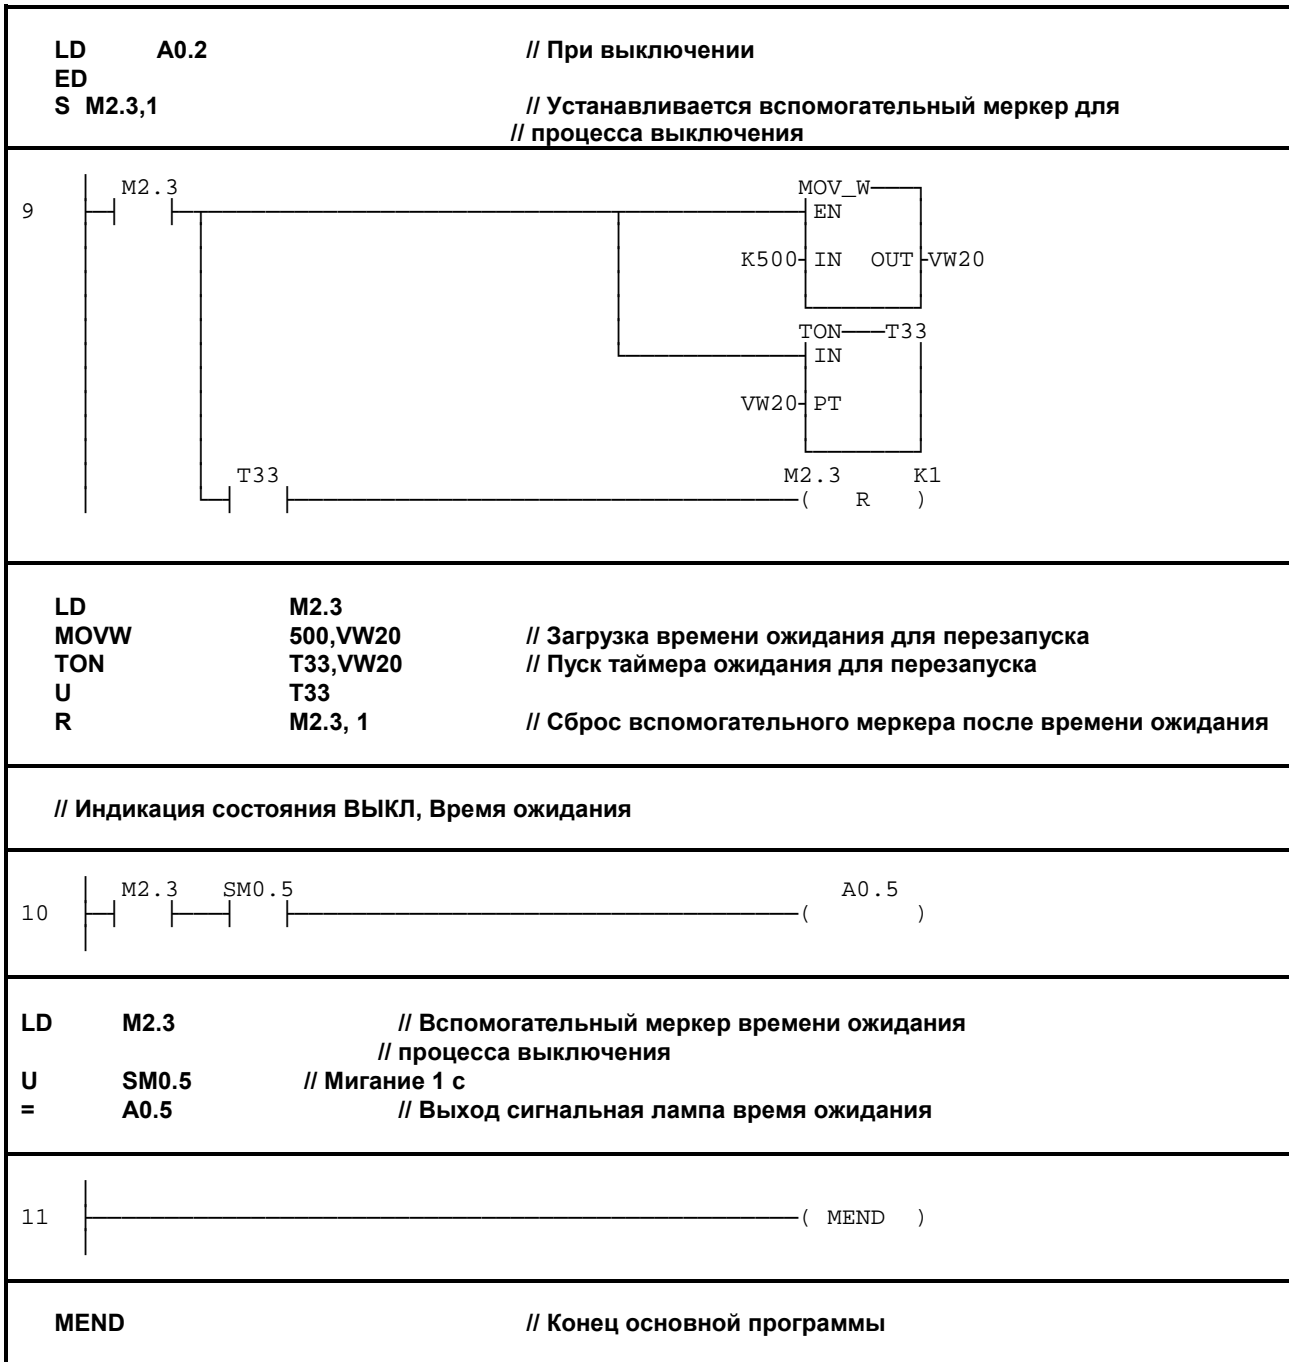 LD A0.2 // При выключении
ED
S M2.3,1 // Устанавливается вспомогательный меркер для
// процесса выключения
M2.3 MOV_W
9 EN
K500 IN OUT VW20
TON T33
IN
VW20 PT
T33 M2.3 K1
( R )
LD M2.3
MOVW 500,VW20 // Загрузка времени ожидания для перезапуска
TON T33,VW20 // Пуск таймера ожидания для перезапуска
U T33
R M2.3, 1 // Сброс вспомогательного меркера после времени ожидания
// Индикация состояния ВЫКЛ, Время ожидания
M2.3 SM0.5 A0.5
10 ( )
LD M2.3 // Вспомогательный меркер времени ожидания
// процесса выключения
U SM0.5 // Мигание 1 с
= A0.5 // Выход сигнальная лампа время ожидания
11 ( MEND )
MEND // Конец основной программы